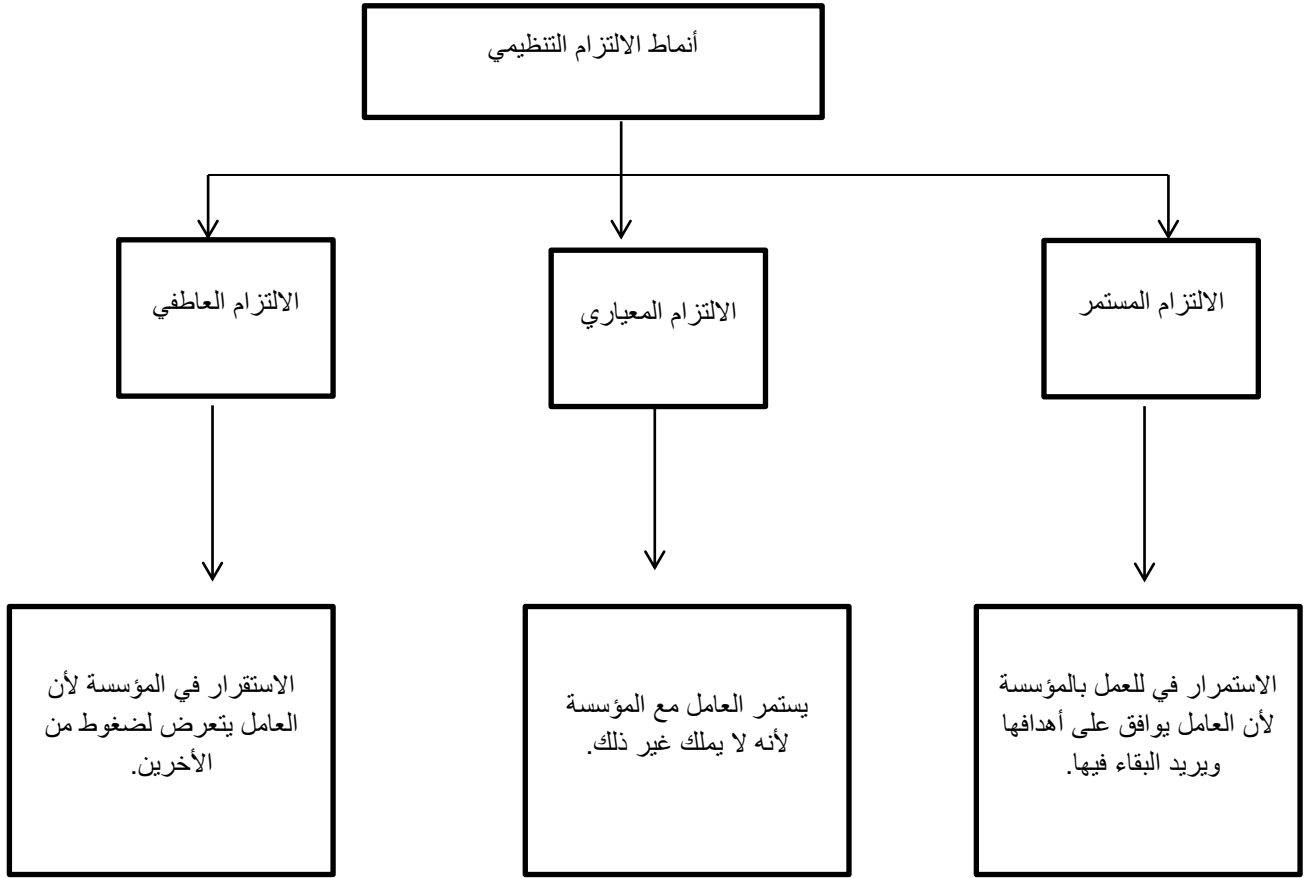 أنماط الالتزام التنظيمي
الالتزام المستمر
الالتزام المعياري
الالتزام العاطفي
الاستمرار في للعمل بالمؤسسة
لأن العامل يوافق على أهدافها
ويريد البقاء فيها.
يستمر العامل مع المؤسسة
لأنه لا يملك غير ذلك.
الاستقرار في المؤسسة لأن
العامل يتعرض لضغوط من
الأخرين.